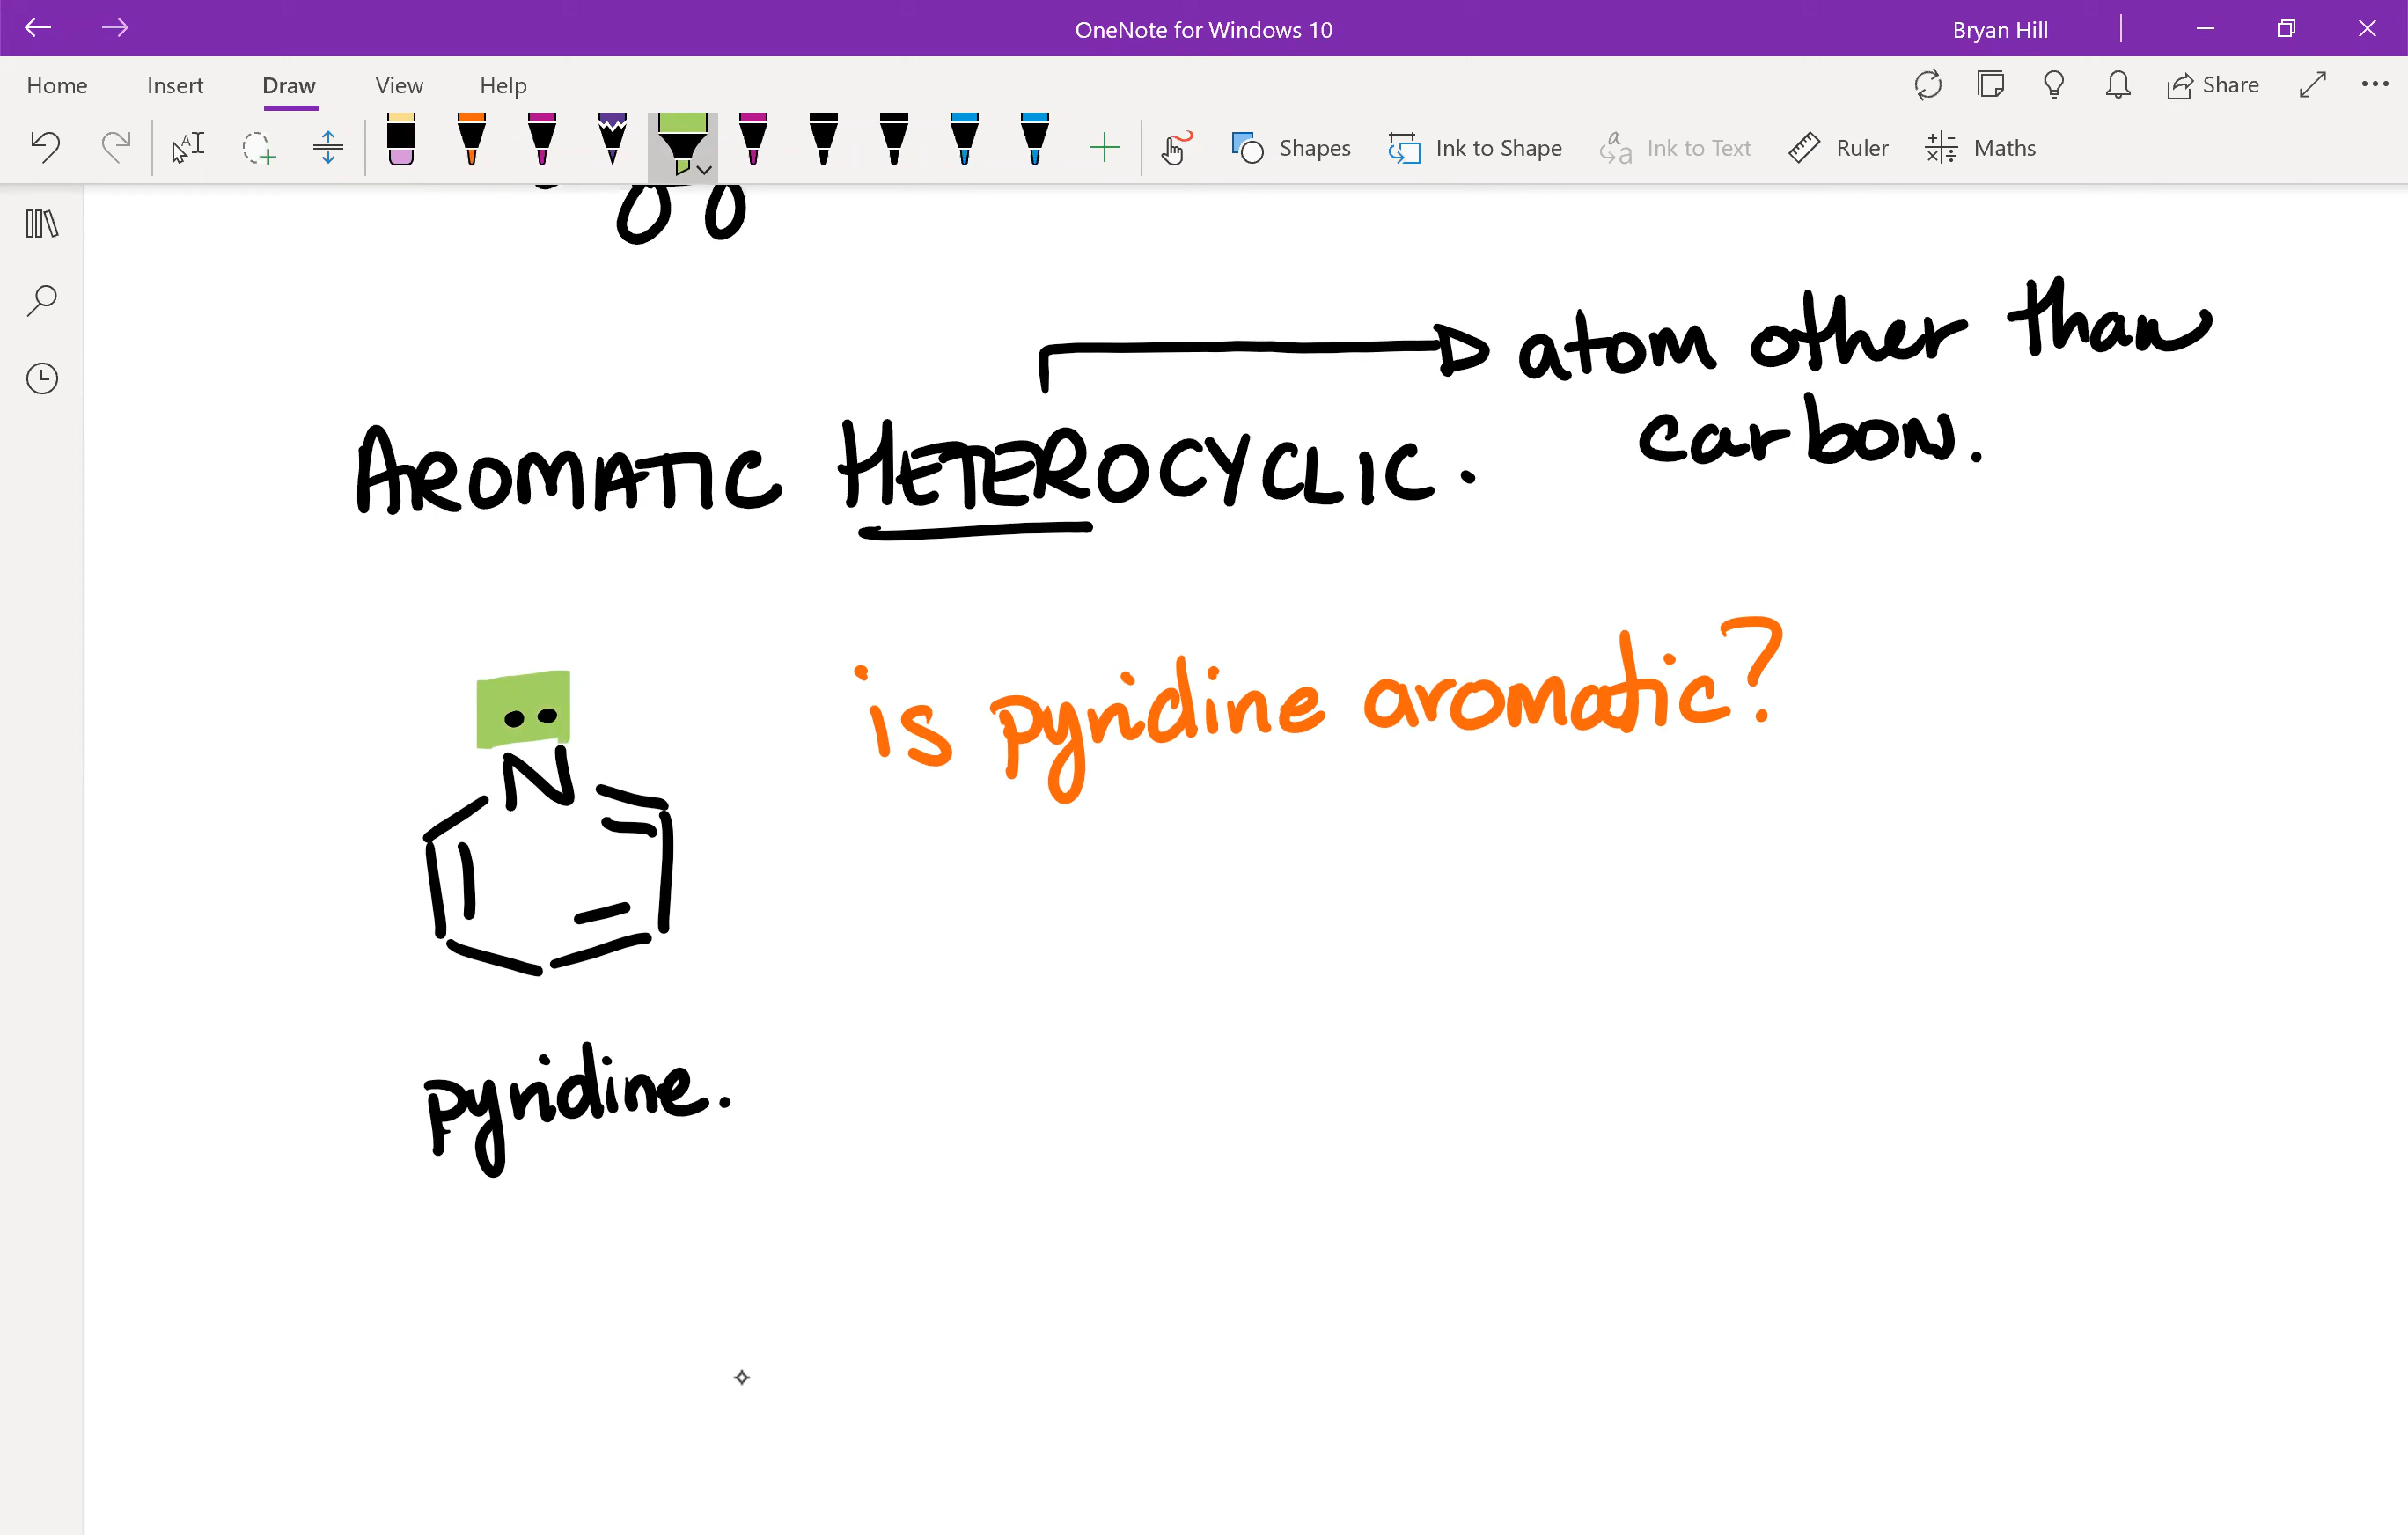 OneNote for Windows 10
Bryan Hill
Home Insert Draw View Help
Share
Shapes Ink to Shape Ink to Text Ruler Maths
atom other than
carbon.
AROMATIC HETEROCYCLIC.
is pyridine aromatic?
N
pyridine.